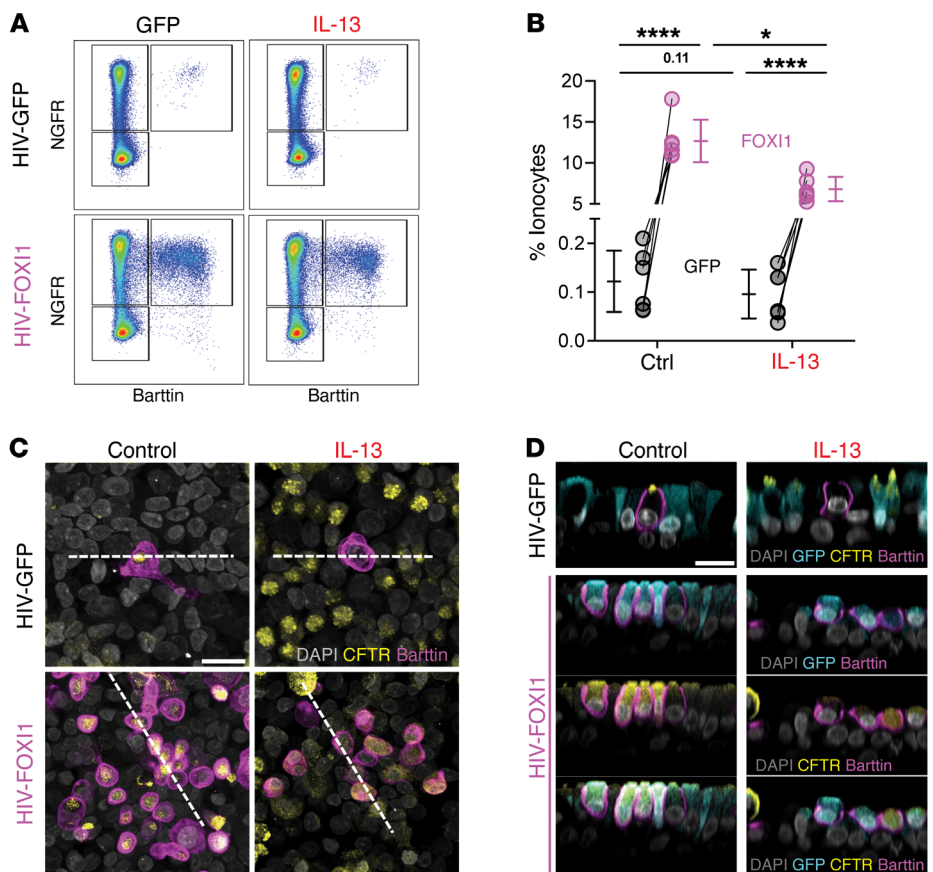 A
GFP
IL-13
HIV-GFP
NGFR
HIV-FOXI1
NGFR
Barttin
Barttin
B
****
*
0.11
****
% Ionocytes
20
15
10
5
0.2
0.1
0.0
FOXI1
GFP
Ctrl
IL-13
C
Control
IL-13
HIV-GFP
DAPI CFTR Barttin
HIV-FOXI1
D
Control
IL-13
HIV-GFP
DAPI GFP CFTR Barttin
HIV-FOXI1
DAPI GFP Barttin
DAPI CFTR Barttin
DAPI GFP CFTR Barttin